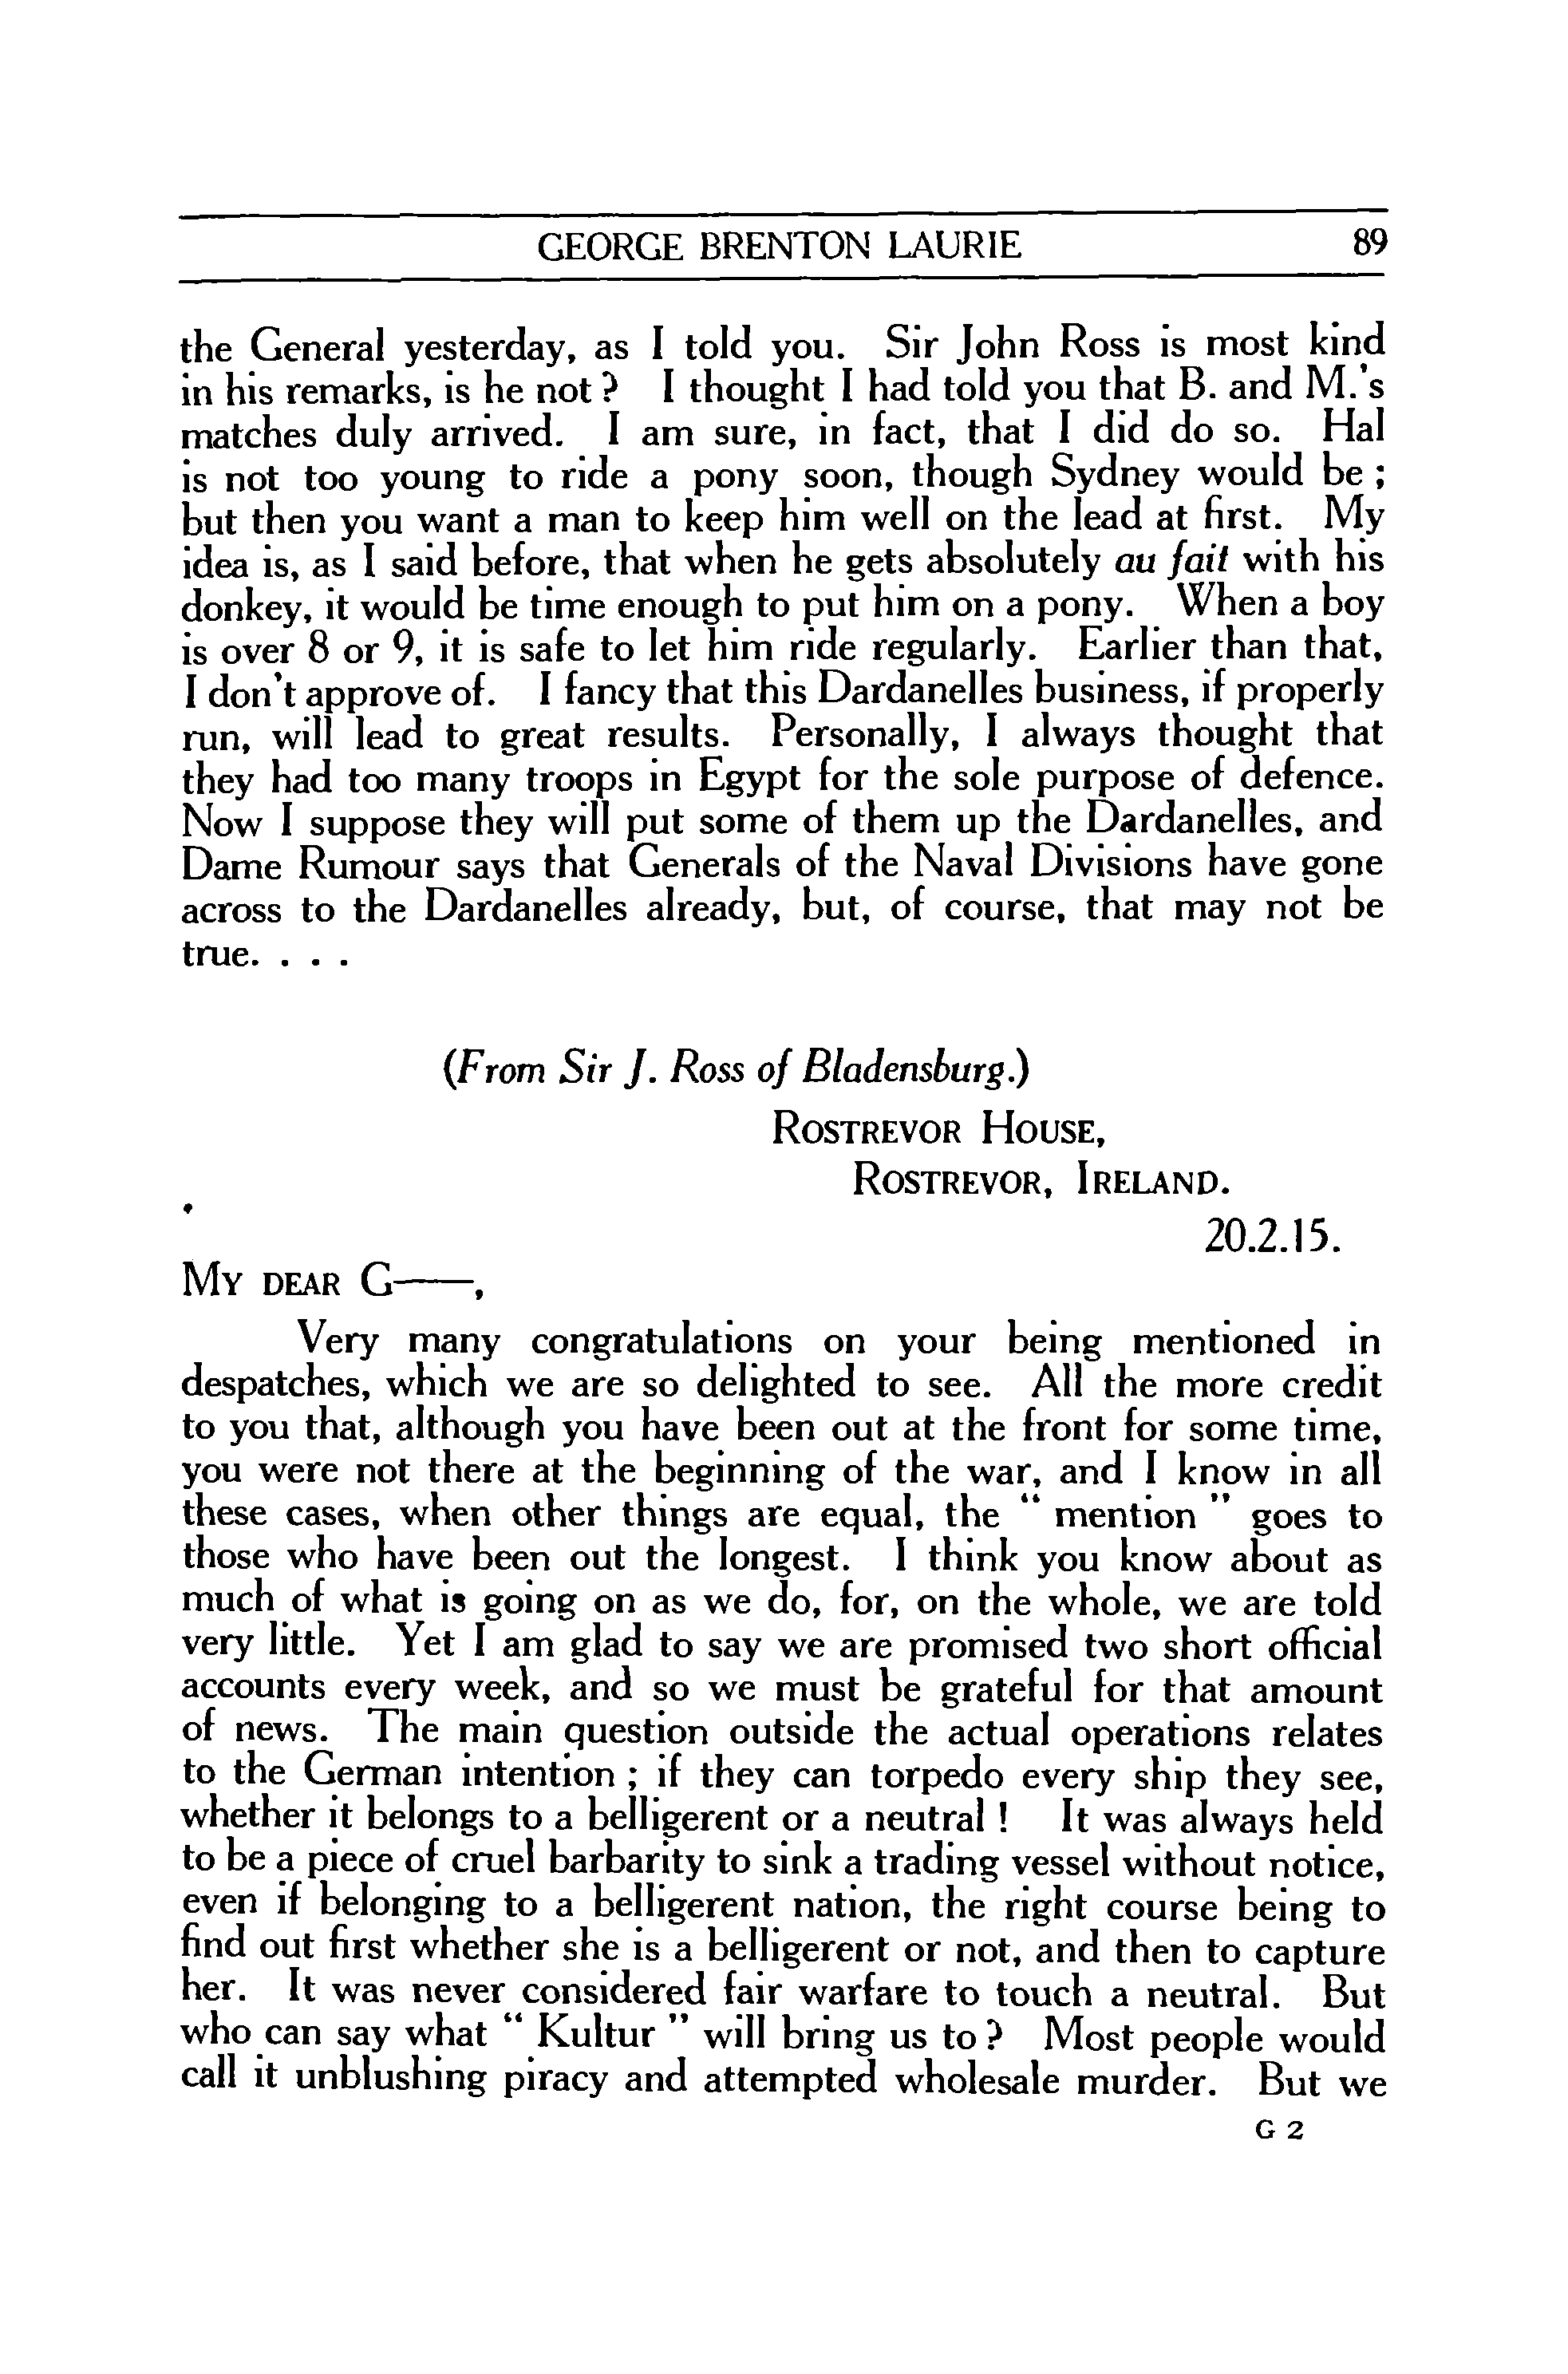 GEORGE BRENTON LAURIE 89
the General yesterday, as I told you. Sir John Ross is most kind
in his remarks, is he not? I thought I had told you that B. and M.'s
matches duly arrived. I am sure, in fact, that I did do so. Hal
is not too young to ride a pony soon, though Sydney would be ;
but then you want a man to keep him well on the lead at first. My
idea is, as I said before, that when he gets absolutely au fait with his
donkey, it would be time enough to put him on a pony. When a boy
is over 8 or 9, it is safe to let him ride regularly. Earlier than that,
I don't approve of. I fancy that this Dardanelles business, if properly
run, will lead to great results. Personally, I always thought that
they had too many troops in Egypt for the sole purpose of defence.
Now I suppose they will put some of them up the Dardanelles, and
Dame Rumour says that Generals of the Naval Divisions have gone
across to the Dardanelles already, but, of course, that may not be
true. . . .
(From Sir J. Ross of Bladensburg.)
ROSTREVOR HOUSE,
ROSTREVOR, IRELAND.
20.2.15.
MY DEAR G——,
Very many congratulations on your being mentioned in
despatches, which we are so delighted to see. All the more credit
to you that, although you have been out at the front for some time,
you were not there at the beginning of the war, and I know in all
these cases, when other things are equal, the " mention " goes to
those who have been out the longest. I think you know about as
much of what is going on as we do, for, on the whole, we are told
very little. Yet I am glad to say we are promised two short official
accounts every week, and so we must be grateful for that amount
of news. The main question outside the actual operations relates
to the German intention ; if they can torpedo every ship they see,
whether it belongs to a belligerent or a neutral ! It was always held
to be a piece of cruel barbarity to sink a trading vessel without notice,
even if belonging to a belligerent nation, the right course being to
find out first whether she is a belligerent or not, and then to capture
her. It was never considered fair warfare to touch a neutral. But
who can say what " Kultur " will bring us to ? Most people would
call it unblushing piracy and attempted wholesale murder. But we
G 2